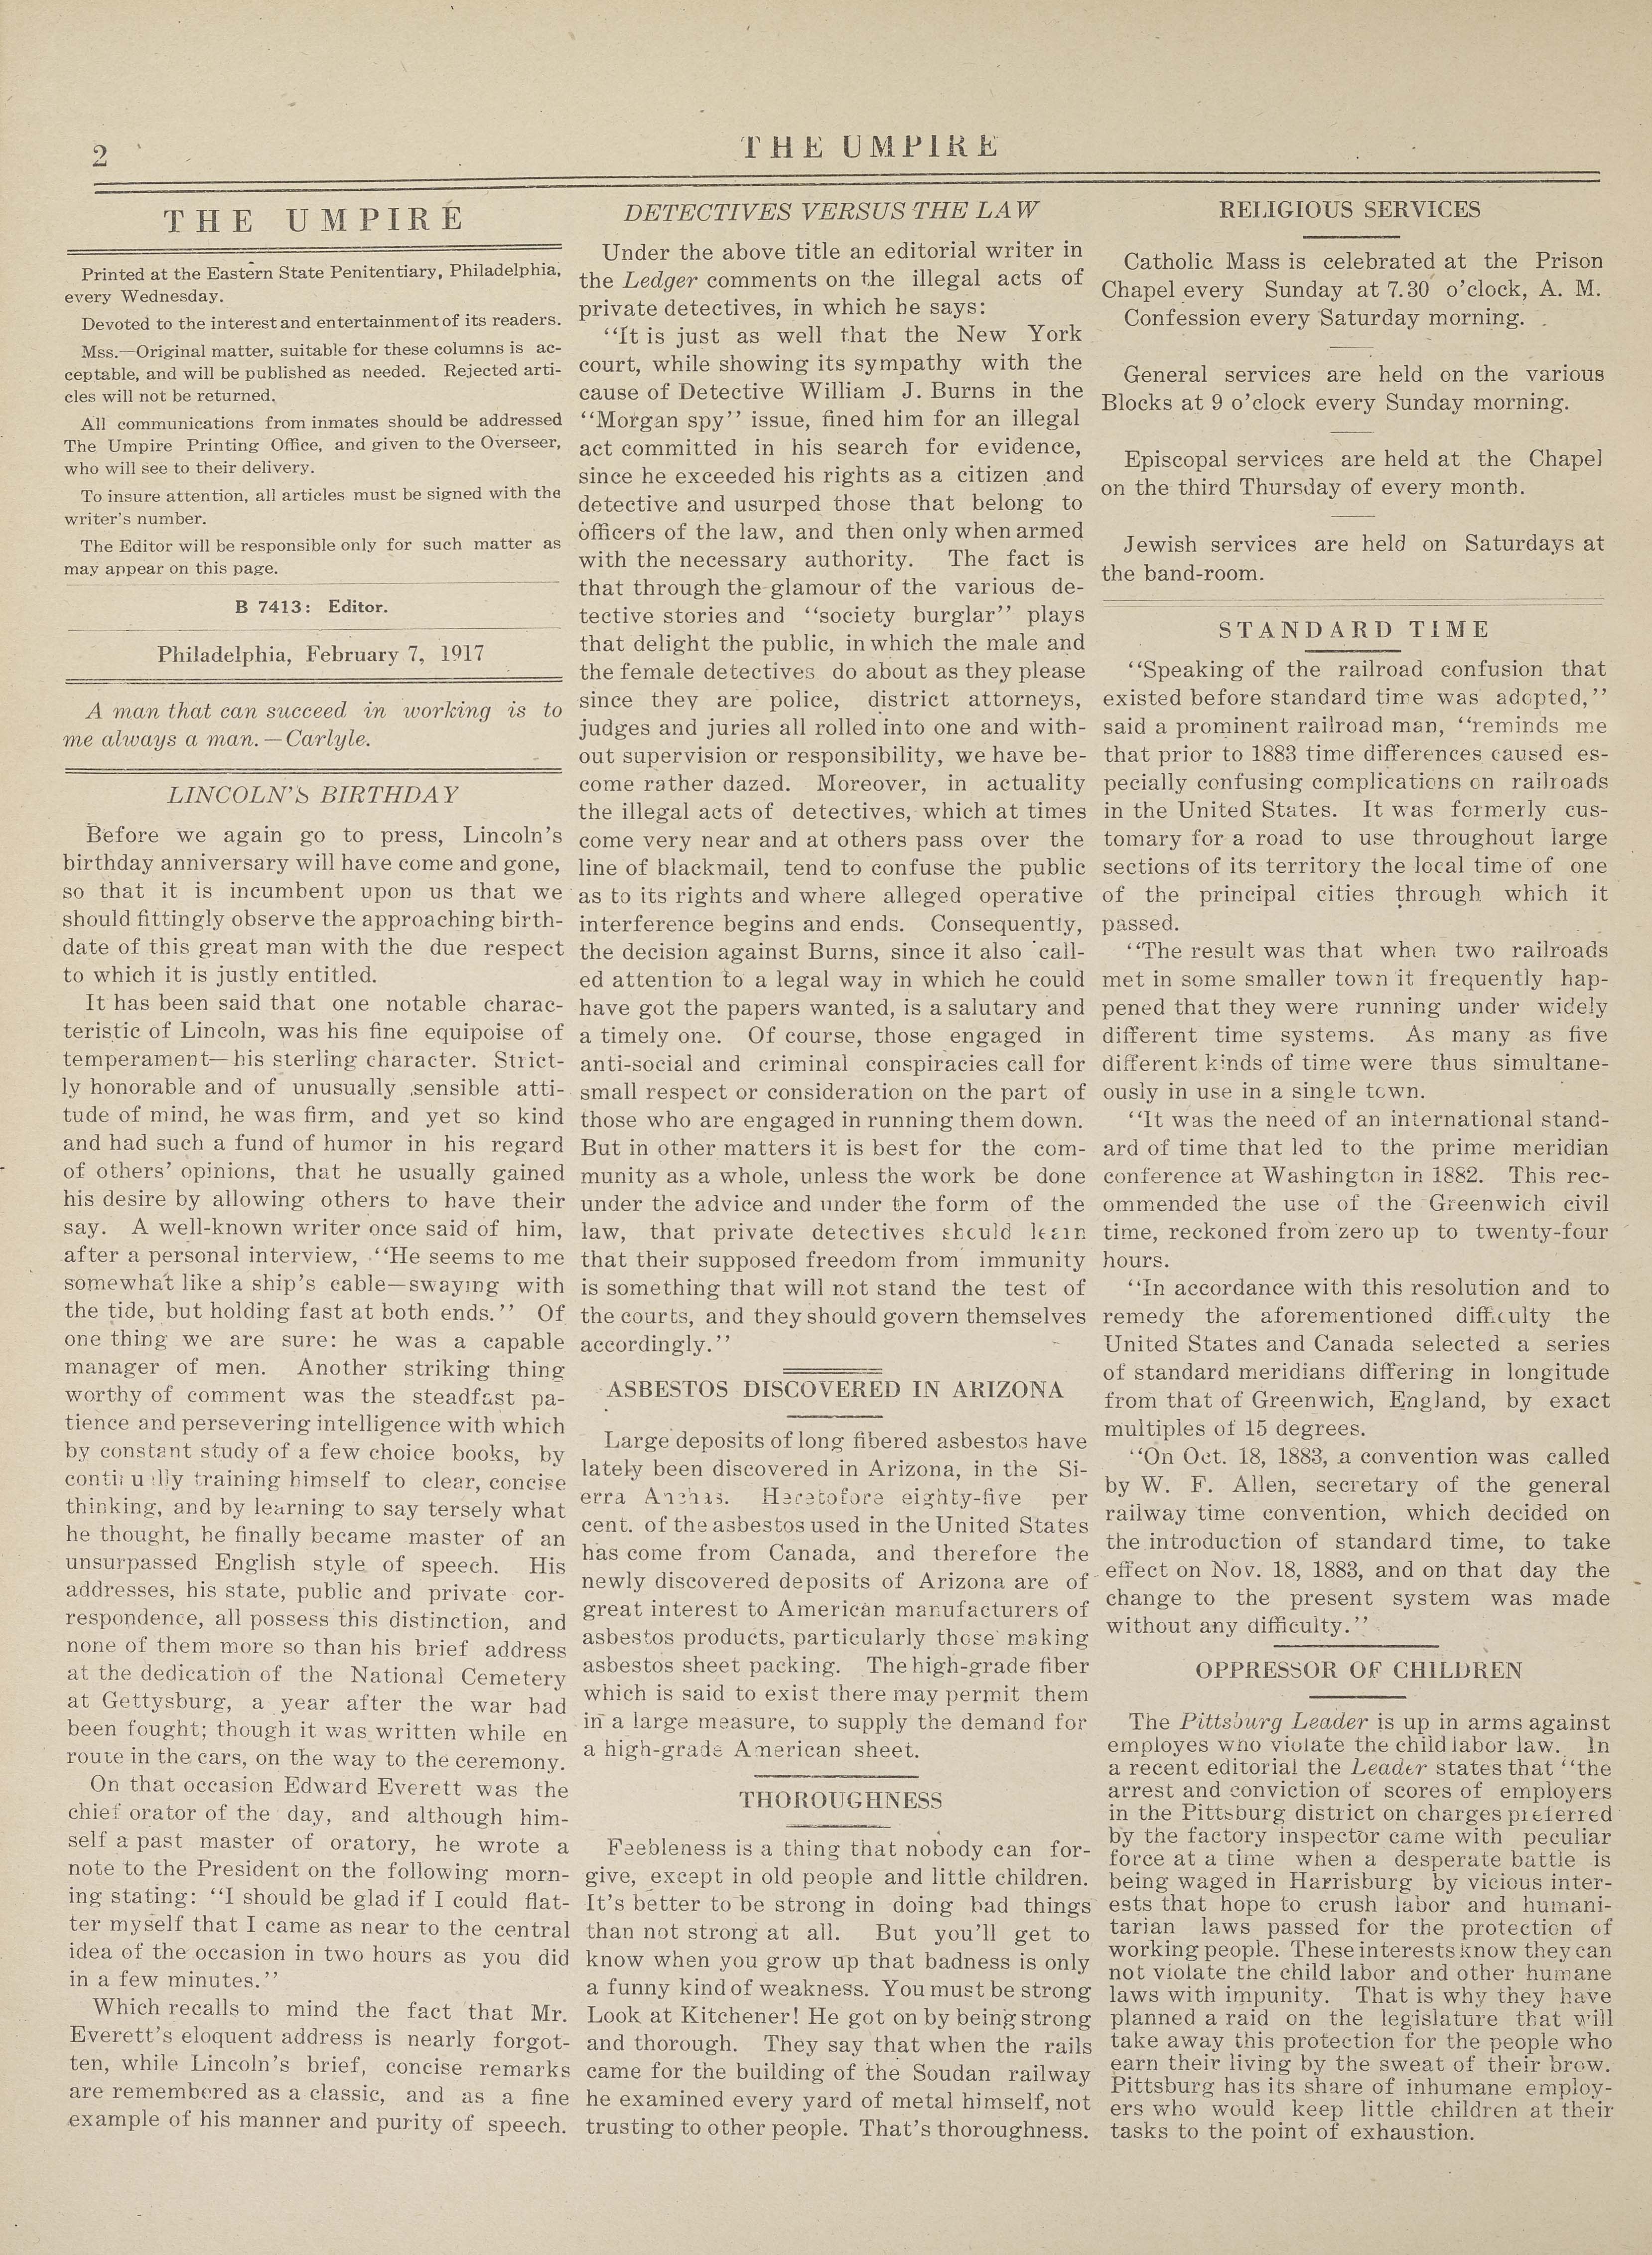 2
THE UMPIRE
THE UMPIRE
Printed at the Eastern State Penitentiary, Philadelphia,
every Wednesday.
Devoted to the interest and entertainment of its readers.
Mss.—Original matter, suitable for these columns is ac-
ceptable, and will be published as needed. Rejected arti-
cles will not be returned.
All communications from inmates should be addressed
The Umpire Printing Office, and given to the Overseer,
who will see to their delivery.
To insure attention, all articles must be signed with the
writer's number.
The Editor will be responsible only for such matter as
may appear on this page.
B 7413: Editor.
Philadelphia, February 7, 1917
A man that can succeed in working is to
me always a man.—Carlyle.
LINCOLN'S BIRTHDAY
Before we again go to press, Lincoln's
birthday anniversary will have come and gone,
so that it is incumbent upon us that we
should fittingly observe the approaching birth-
date of this great man with the due respect
to which it is justly entitled.
It has been said that one notable charac-
teristic of Lincoln, was his fine equipoise of
temperament—his sterling character. Strict-
ly honorable and of unusually sensible atti-
tude of mind, he was firm, and yet so kind
and had such a fund of humor in his regard
of others' opinions, that he usually gained
his desire by allowing others to have their
say. A well-known writer once said of him,
after a personal interview, "He seems to me
somewhat like a ship's cable—swaying with
the tide, but holding fast at both ends." Of
one thing we are sure: he was a capable
manager of men. Another striking thing
worthy of comment was the steadfast pa-
tience and persevering intelligence with which
by constant study of a few choice books, by
continually training himself to clear, concise
thinking, and by learning to say tersely what
he thought, he finally became master of an
unsurpassed English style of speech. His
addresses, his state, public and private cor-
respondence, all possess this distinction, and
none of them more so than his brief address
at the dedication of the National Cemetery
at Gettysburg, a year after the war had
been fought; though it was written while en
route in the cars, on the way to the ceremony.
On that occasion Edward Everett was the
chief orator of the day, and although him-
self a past master of oratory, he wrote a
note to the President on the following morn-
ing stating: "I should be glad if I could flat-
ter myself that I came as near to the central
idea of the occasion in two hours as you did
in a few minutes."
Which recalls to mind the fact that Mr.
Everett's eloquent address is nearly forgot-
ten, while Lincoln's brief, concise remarks
are remembered as a classic, and as a fine
example of his manner and purity of speech.
DETECTIVES VERSUS THE LAW
Under the above title an editorial writer in
the Ledger comments on the illegal acts of
private detectives, in which he says:
"It is just as well that the New York
court, while showing its sympathy with the
cause of Detective William J. Burns in the
"Morgan spy" issue, fined him for an illegal
act committed in his search for evidence,
since he exceeded his rights as a citizen and
detective and usurped those that belong to
officers of the law, and then only when armed
with the necessary authority. The fact is
that through the glamour of the various de-
tective stories and "society burglar" plays
that delight the public, in which the male and
the female detectives do about as they please
since they are police, district attorneys,
judges and juries all rolled into one and with-
out supervision or responsibility, we have be-
come rather dazed. Moreover, in actuality
the illegal acts of detectives, which at times
come very near and at others pass over the
line of blackmail, tend to confuse the public
as to its rights and where alleged operative
interference begins and ends. Consequently,
the decision against Burns, since it also call-
ed attention to a legal way in which he could
have got the papers wanted, is a salutary and
a timely one. Of course, those engaged in
anti-social and criminal conspiracies call for
small respect or consideration on the part of
those who are engaged in running them down.
But in other matters it is best for the com-
munity as a whole, unless the work be done
under the advice and under the form of the
law, that private detectives should learn
that their supposed freedom from immunity
is something that will not stand the test of
the courts, and they should govern themselves
accordingly."
ASBESTOS DISCOVERED IN ARIZONA
Large deposits of long fibered asbestos have
lately been discovered in Arizona, in the Si-
erra Anchas. Heretofore eighty-five per
cent. of the asbestos used in the United States
has come from Canada, and therefore the
newly discovered deposits of Arizona are of
great interest to American manufacturers of
asbestos products, particularly those making
asbestos sheet packing. The high-grade fiber
which is said to exist there may permit them
in a large measure, to supply the demand for
a high-grade American sheet.
THOROUGHNESS
Feebleness is a thing that nobody can for-
give, except in old people and little children.
It's better to be strong in doing bad things
than not strong at all. But you'll get to
know when you grow up that badness is only
a funny kind of weakness. You must be strong
Look at Kitchener! He got on by being strong
and thorough. They say that when the rails
came for the building of the Soudan railway
he examined every yard of metal himself, not
trusting to other people. That's thoroughness.
RELIGIOUS SERVICES
Catholic Mass is celebrated at the Prison
Chapel every Sunday at 7.30 o'clock, A. M.
Confession every Saturday morning.
General services are held on the various
Blocks at 9 o'clock every Sunday morning.
Episcopal services are held at the Chapel
on the third Thursday of every month.
Jewish services are held on Saturdays at
the band-room.
STANDARD TIME
"Speaking of the railroad confusion that
existed before standard time was adopted,"
said a prominent railroad man, "reminds me
that prior to 1883 time differences caused es-
pecially confusing complications on railroads
in the United States. It was formerly cus-
tomary for a road to use throughout large
sections of its territory the local time of one
of the principal cities through which it
passed.
"The result was that when two railroads
met in some smaller town it frequently hap-
pened that they were running under widely
different time systems. As many as five
different kinds of time were thus simultane-
ously in use in a single town.
"It was the need of an international stand-
ard of time that led to the prime meridian
conference at Washington in 1882. This rec-
ommended the use of the Greenwich civil
time, reckoned from zero up to twenty-four
hours.
"In accordance with this resolution and to
remedy the aforementioned difficulty the
United States and Canada selected a series
of standard meridians differing in longitude
from that of Greenwich, England, by exact
multiples of 15 degrees.
"On Oct. 18, 1883, a convention was called
by W. F. Allen, secretary of the general
railway time convention, which decided on
the introduction of standard time, to take
effect on Nov. 18, 1883, and on that day the
change to the present system was made
without any difficulty."
OPPRESSOR OF CHILDREN
The Pittsburg Leader is up in arms against
employes who violate the child labor law. In
a recent editorial the Leader states that "the
arrest and conviction of scores of employers
in the Pittsburg district on charges preferred
by the factory inspector came with peculiar
force at a time when a desperate battle is
being waged in Harrisburg by vicious inter-
ests that hope to crush labor and humani-
tarian laws passed for the protection of
working people. These interests know they can
not violate the child labor and other humane
laws with impunity. That is why they have
planned a raid on the legislature that will
take away this protection for the people who
earn their living by the sweat of their brow.
Pittsburg has its share of inhumane employ-
ers who would keep little children at their
tasks to the point of exhaustion.